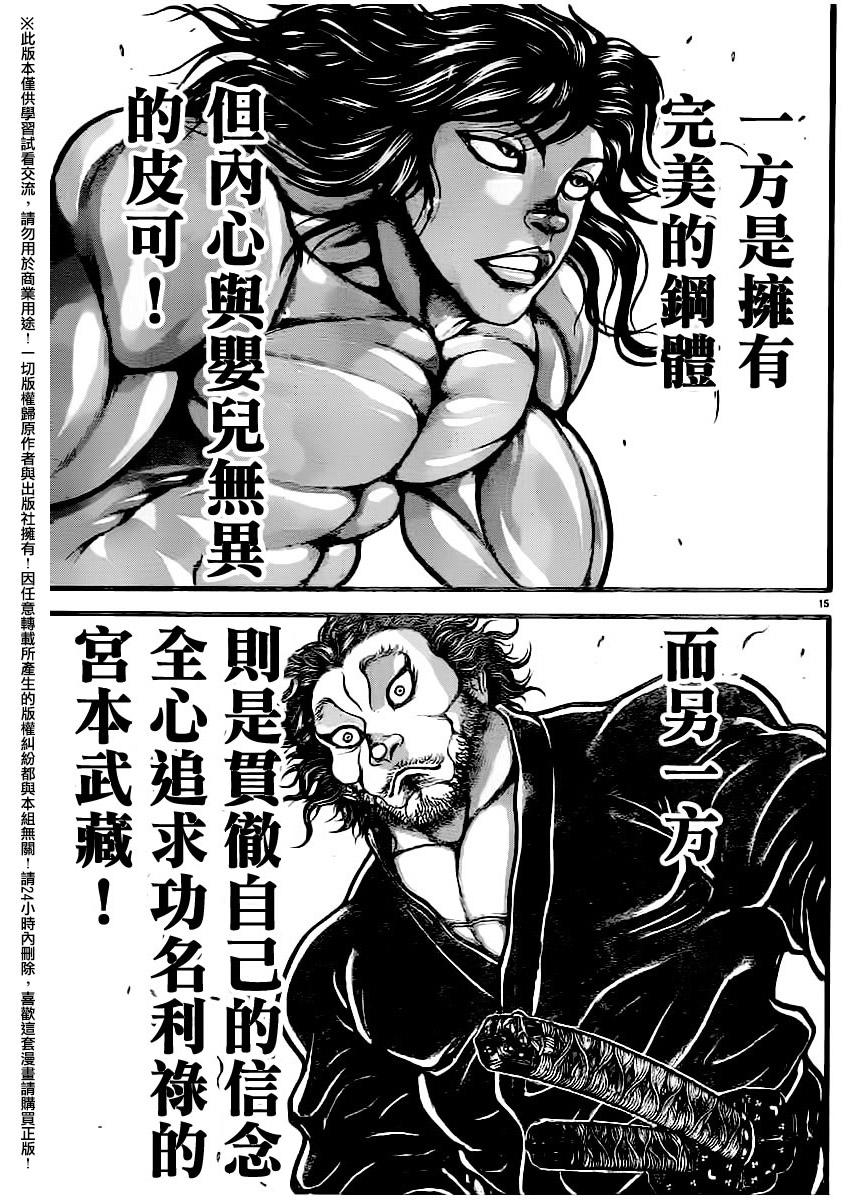 一方是擁有
完美的鋼體
但內心與嬰兒無異
的皮可！
15
而另一方
則是貫徹自己的信念
全心追求功名利祿的
宮本武藏！
※此版本僅供學習試看交流，請勿用於商業用途！一切版權歸原作者與出版社擁有！因任意轉載所產生的版權糾紛都與本組無關！請24小時內刪除，喜歡這套漫畫請購買正版！